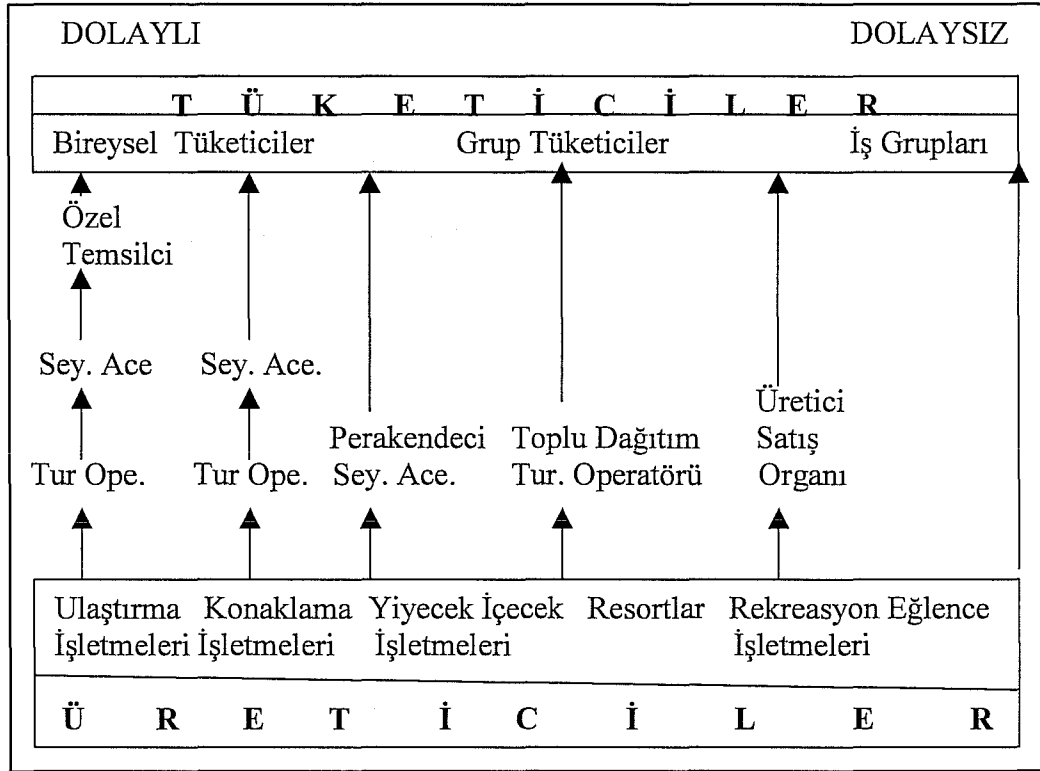 DOLAYLI DOLAYSIZ
T Ü K E T İ C İ L E R
Bireysel Tüketiciler Grup Tüketiciler İş Grupları
Özel
Temsilci
Sey. Ace Sey. Ace.
Üretici
Perakendeci Toplu Dağıtım Satış
Tur Ope. Tur Ope. Sey. Ace. Tur. Operatörü Organı
Ulaştırma Konaklama Yiyecek İçecek Resortlar Rekreasyon Eğlence
İşletmeleri İşletmeleri İşletmeleri İşletmeleri
Ü R E T İ C İ L E R